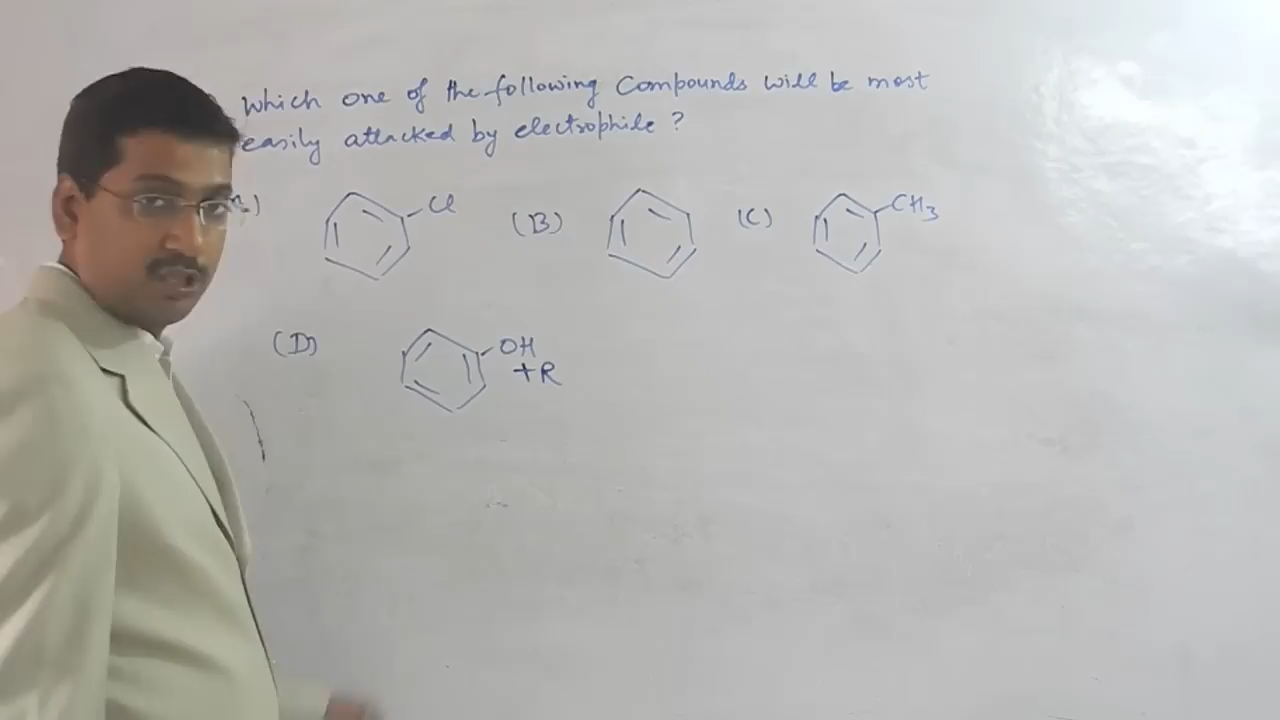 Which one of the following Compounds will be most
easily attacked by electrophile ?
Cl (B) (C) CH3
(D) OH
+R